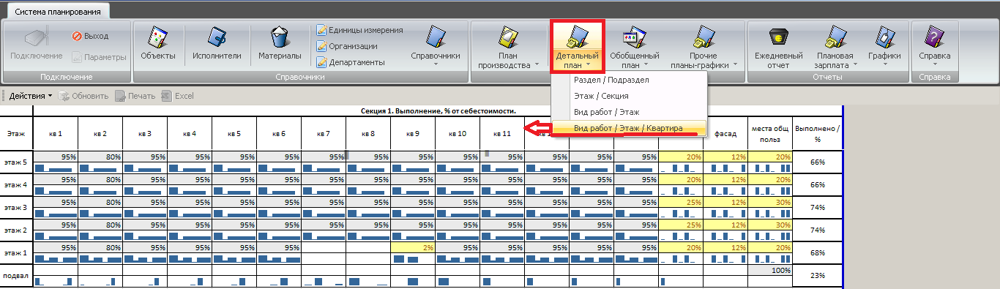 Система планирования
Подключение
Выход
Параметры
Подключение
Объекты
Исполнители
Материалы
Единицы измерения
Организации
Департаменты
Справочники
Справочники
План
производства
Детальный
план
Обобщенный
план
Прочие
планы-графики
Ежедневный
отчет
Плановая
зарплата
Графики
Отчеты
Справка
Справка
Раздел / Подраздел
Этаж / Секция
Вид работ / Этаж
Вид работ / Этаж / Квартира
Действия Обновить Печать Excel
Секция 1. Выполнение, % от себестоимости.
Этаж кв 1 кв 2 кв 3 кв 4 кв 5 кв 6 кв 7 кв 8 кв 9 кв 10 кв 11 фасад места общ польз Выполнено / %
этаж 5 95% 80% 95% 95% 95% 95% 95% 95% 95% 95% 95% 95% 95% 95% 20% 12% 20% 66%
этаж 4 95% 80% 95% 95% 95% 95% 95% 95% 95% 95% 95% 95% 95% 95% 20% 12% 20% 66%
этаж 3 95% 80% 95% 95% 95% 95% 95% 95% 95% 95% 95% 95% 95% 95% 25% 12% 30% 74%
этаж 2 95% 80% 95% 95% 95% 95% 95% 95% 95% 95% 95% 95% 95% 95% 25% 12% 30% 74%
этаж 1 95% 80% 95% 95% 95% 95% 2% 95% 95% 95% 95% 95% 20% 12% 20% 68%
подвал 100% 23%